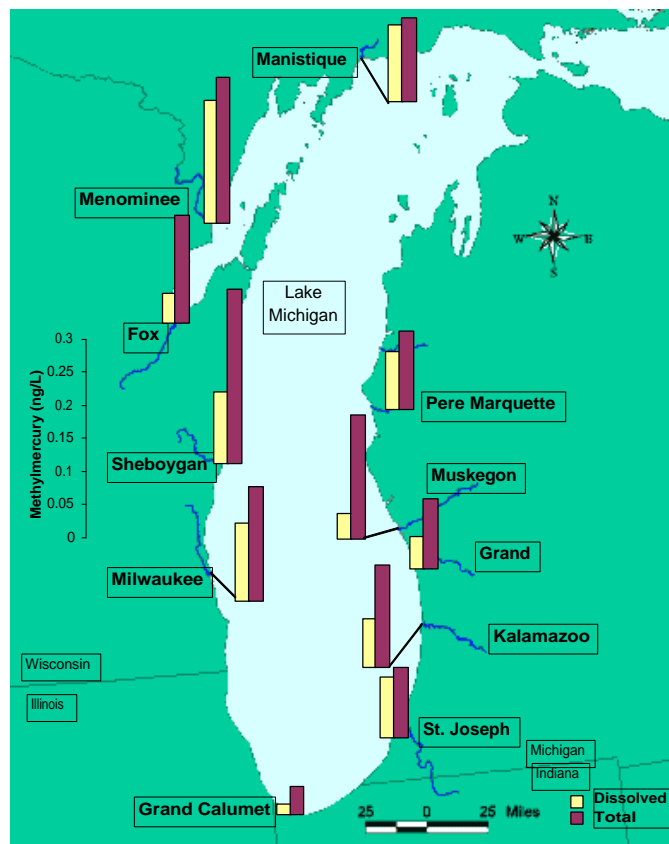 Manistique
Menominee
N
W
E
S
Lake
Michigan
Fox
Methylmercury (ng/L)
0.3
0.25
0.2
0.15
0.1
0.05
0
Pere Marquette
Sheboygan
Muskegon
Grand
Milwaukee
Kalamazoo
Wisconsin
Illinois
St. Joseph
Michigan
Indiana
Grand Calumet
25
0
25
Miles
Dissolved
Total